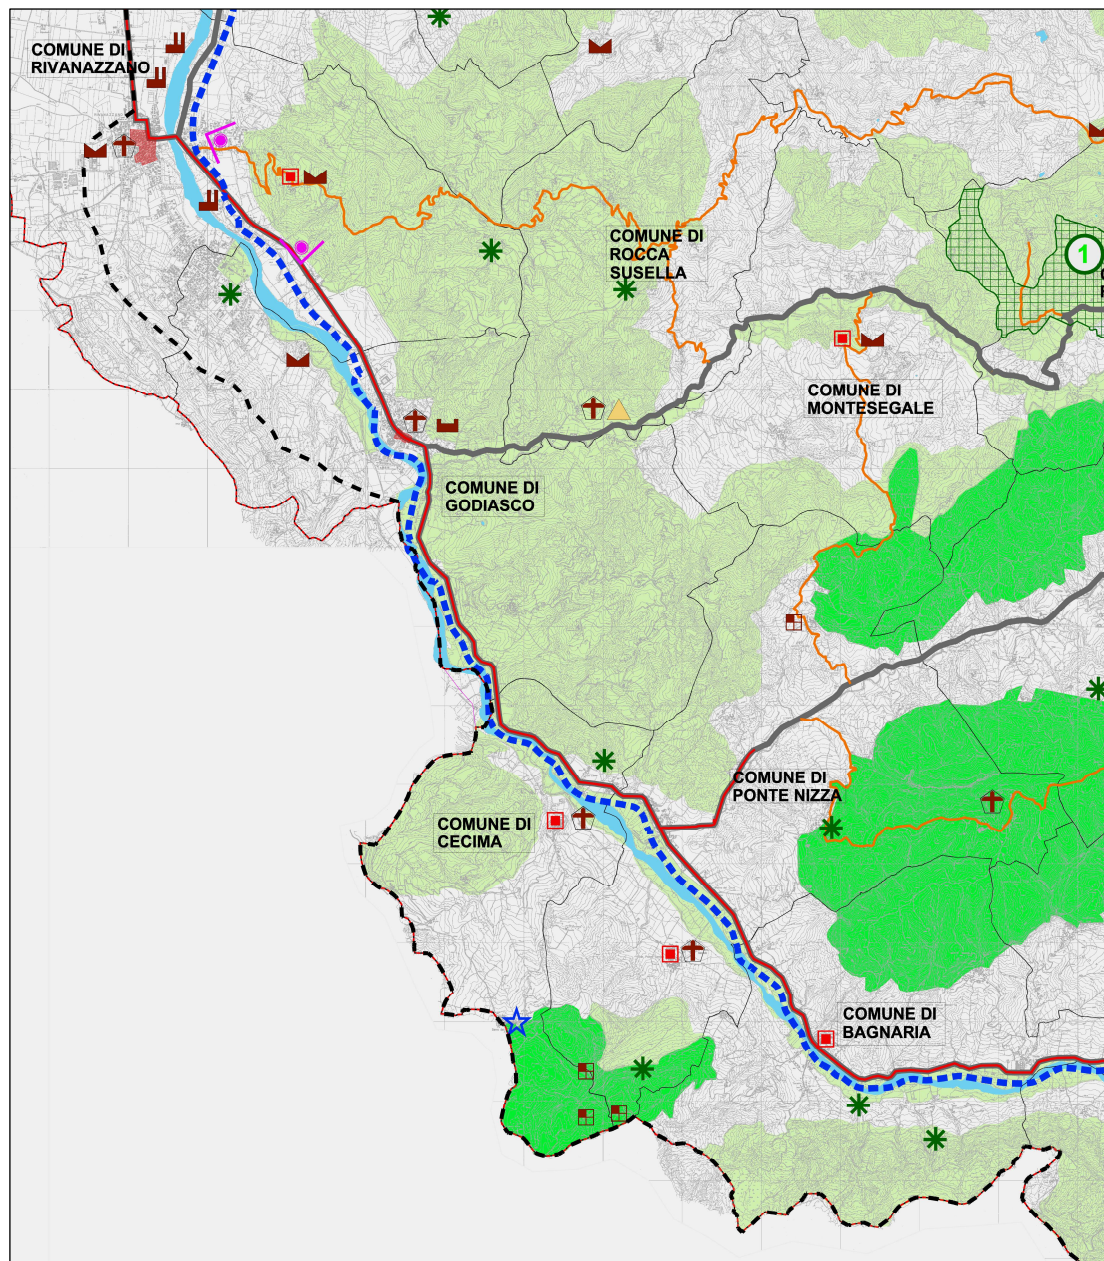 COMUNE DI
RIVANAZZANO
COMUNE DI
ROCCA
SUSELLA
1
COMUNE DI
MONTESEGALE
COMUNE DI
GODIASCO
COMUNE DI
PONTE NIZZA
COMUNE DI
CECIMA
COMUNE DI
BAGNARIA